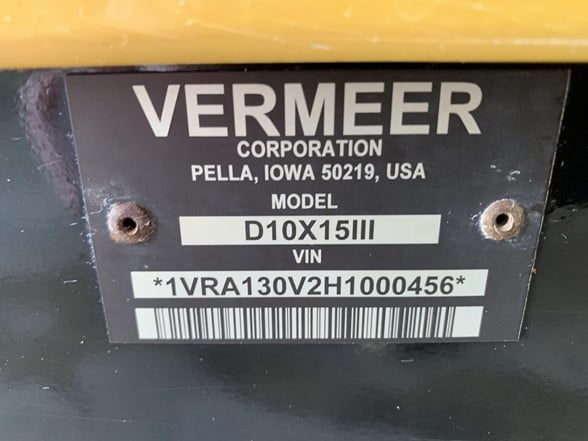 VERMEER
CORPORATION
PELLA, IOWA 50219, USA
MODEL
D10X15III
VIN
*1VRA130V2H1000456*